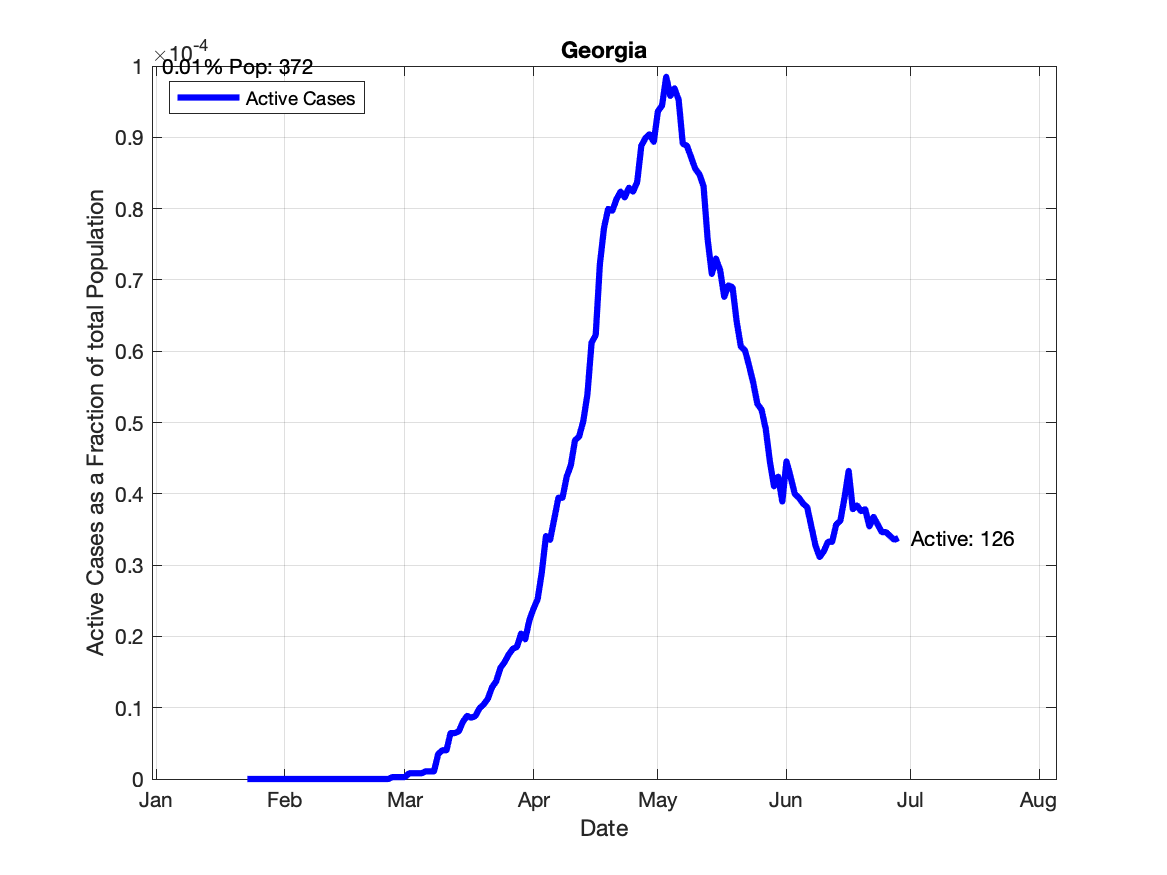 Georgia
×10-4
0.01% Pop: 372
Active Cases
1
0.9
0.8
0.7
0.6
0.5
0.4
0.3
0.2
0.1
0
Active Cases as a Fraction of total Population
Active: 126
Jan Feb Mar Apr May Jun Jul Aug
Date